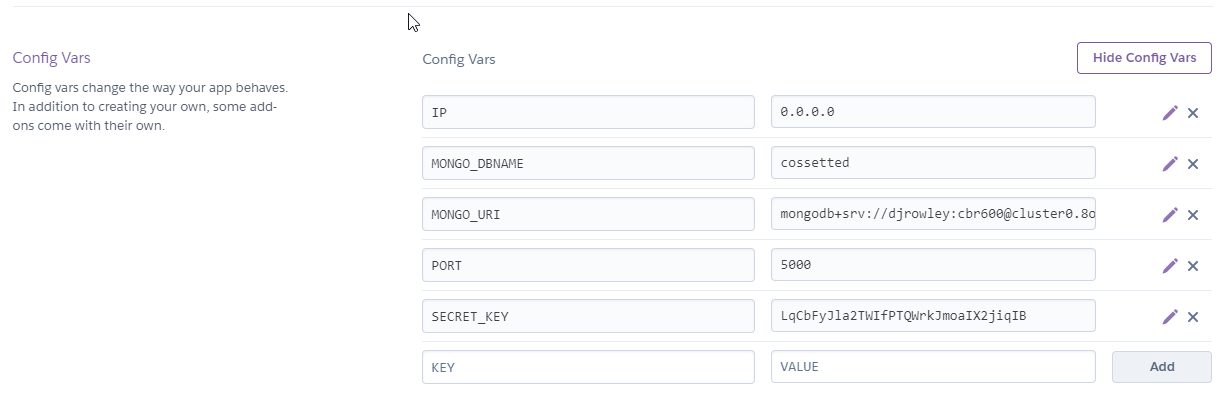 Config Vars
Config vars change the way your app behaves.
In addition to creating your own, some add-
ons come with their own.
Config Vars
Hide Config Vars
IP 0.0.0.0
MONGO_DBNAME cossetted
MONGO_URI mongodb+srv://djrowley:cbr600@cluster0.8o
PORT 5000
SECRET_KEY LqCbFyJla2TWIfPTQWrkJmoaIX2jiqIB
KEY VALUE Add